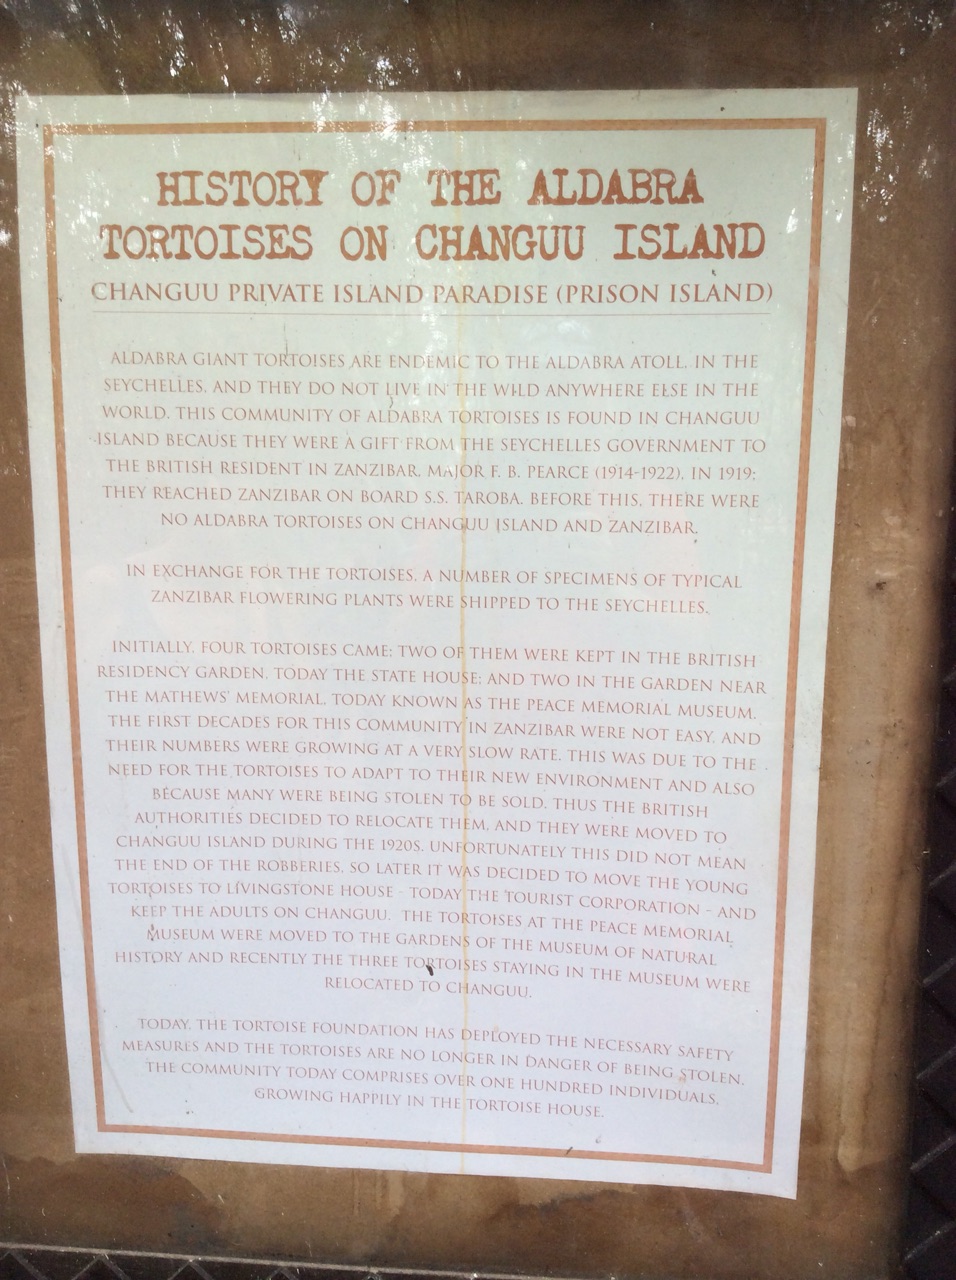 HISTORY OF THE ALDABRA
TORTOISES ON CHANGUU ISLAND
CHANGUU PRIVATE ISLAND PARADISE (PRISON ISLAND)
ALDABRA GIANT TORTOISES ARE ENDEMIC TO THE ALDABRA ATOLL, IN THE
SEYCHELLES, AND THEY DO NOT LIVE IN THE WILD ANYWHERE ELSE IN THE
WORLD. THIS COMMUNITY OF ALDABRA TORTOISES IS FOUND IN CHANGUU
ISLAND BECAUSE THEY WERE A GIFT FROM THE SEYCHELLES GOVERNMENT TO
THE BRITISH RESIDENT IN ZANZIBAR, MAJOR F. B. PEARCE (1914-1922), IN 1919;
THEY REACHED ZANZIBAR ON BOARD S.S. TAROBA. BEFORE THIS, THERE WERE
NO ALDABRA TORTOISES ON CHANGUU ISLAND AND ZANZIBAR.
IN EXCHANGE FOR THE TORTOISES, A NUMBER OF SPECIMENS OF TYPICAL
ZANZIBAR FLOWERING PLANTS WERE SHIPPED TO THE SEYCHELLES.
INITIALLY, FOUR TORTOISES CAME; TWO OF THEM WERE KEPT IN THE BRITISH
RESIDENCY GARDEN, TODAY THE STATE HOUSE; AND TWO IN THE GARDEN NEAR
THE MATHEWS' MEMORIAL, TODAY KNOWN AS THE PEACE MEMORIAL MUSEUM.
THE FIRST DECADES FOR THIS COMMUNITY IN ZANZIBAR WERE NOT EASY, AND
THEIR NUMBERS WERE GROWING AT A VERY SLOW RATE. THIS WAS DUE TO THE
NEED FOR THE TORTOISES TO ADAPT TO THEIR NEW ENVIRONMENT AND ALSO
BECAUSE MANY WERE BEING STOLEN TO BE SOLD. THUS THE BRITISH
AUTHORITIES DECIDED TO RELOCATE THEM, AND THEY WERE MOVED TO
CHANGUU ISLAND DURING THE 1920S. UNFORTUNATELY THIS DID NOT MEAN
THE END OF THE ROBBERIES, SO LATER IT WAS DECIDED TO MOVE THE YOUNG
TORTOISES TO LIVINGSTONE HOUSE - TODAY THE TOURIST CORPORATION - AND
KEEP THE ADULTS ON CHANGUU. THE TORTOISES AT THE PEACE MEMORIAL
MUSEUM WERE MOVED TO THE GARDENS OF THE MUSEUM OF NATURAL
HISTORY AND RECENTLY THE THREE TORTOISES STAYING IN THE MUSEUM WERE
RELOCATED TO CHANGUU.
TODAY, THE TORTOISE FOUNDATION HAS DEPLOYED THE NECESSARY SAFETY
MEASURES AND THE TORTOISES ARE NO LONGER IN DANGER OF BEING STOLEN.
THE COMMUNITY TODAY COMPRISES OVER ONE HUNDRED INDIVIDUALS,
GROWING HAPPILY IN THE TORTOISE HOUSE.